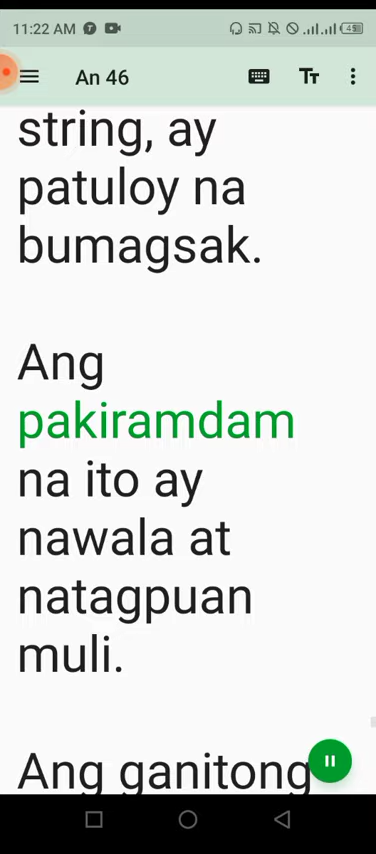 11:22 AM
45
An 46
string, ay
patuloy na
bumagsak.
Ang
pakiramdam
na ito ay
nawala at
natagpuan
muli.
Ang ganitong